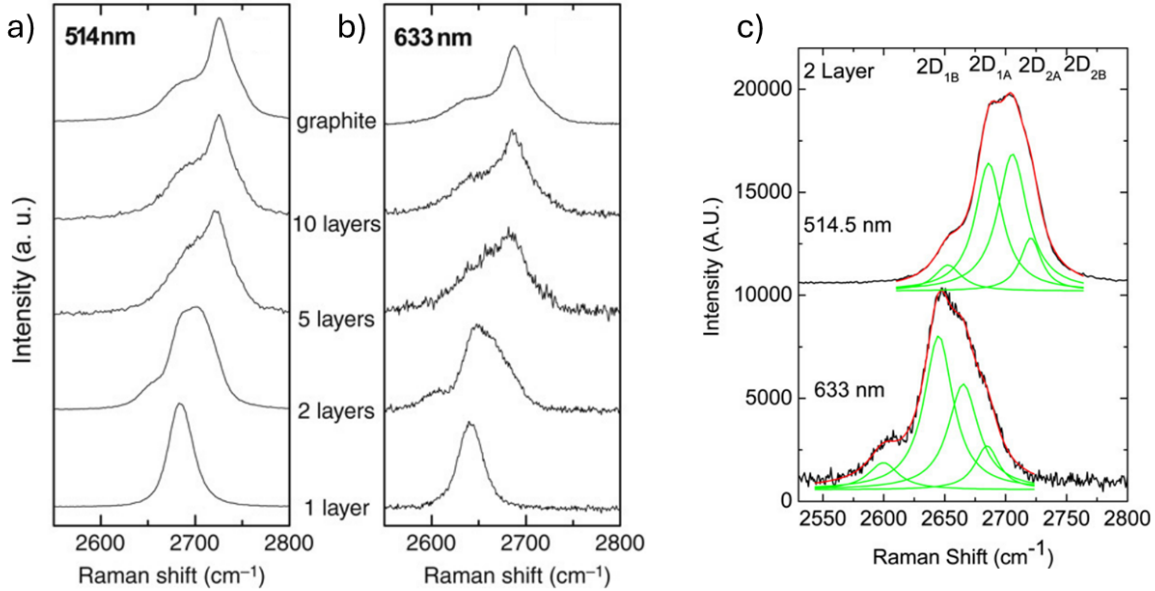 a)
514nm
b)
633 nm
c)
Intensity (a. u.)
graphite
10 layers
5 layers
2 layers
1 layer
2600
2700
2800
Raman shift (cm⁻¹)
2600
2700
2800
Raman shift (cm⁻¹)
2 Layer
2D1B
2D1A
2D2A
2D2B
20000
15000
10000
5000
0
Intensity (A.U.)
514.5 nm
633 nm
2550
2600
2650
2700
2750
2800
Raman Shift (cm⁻¹)